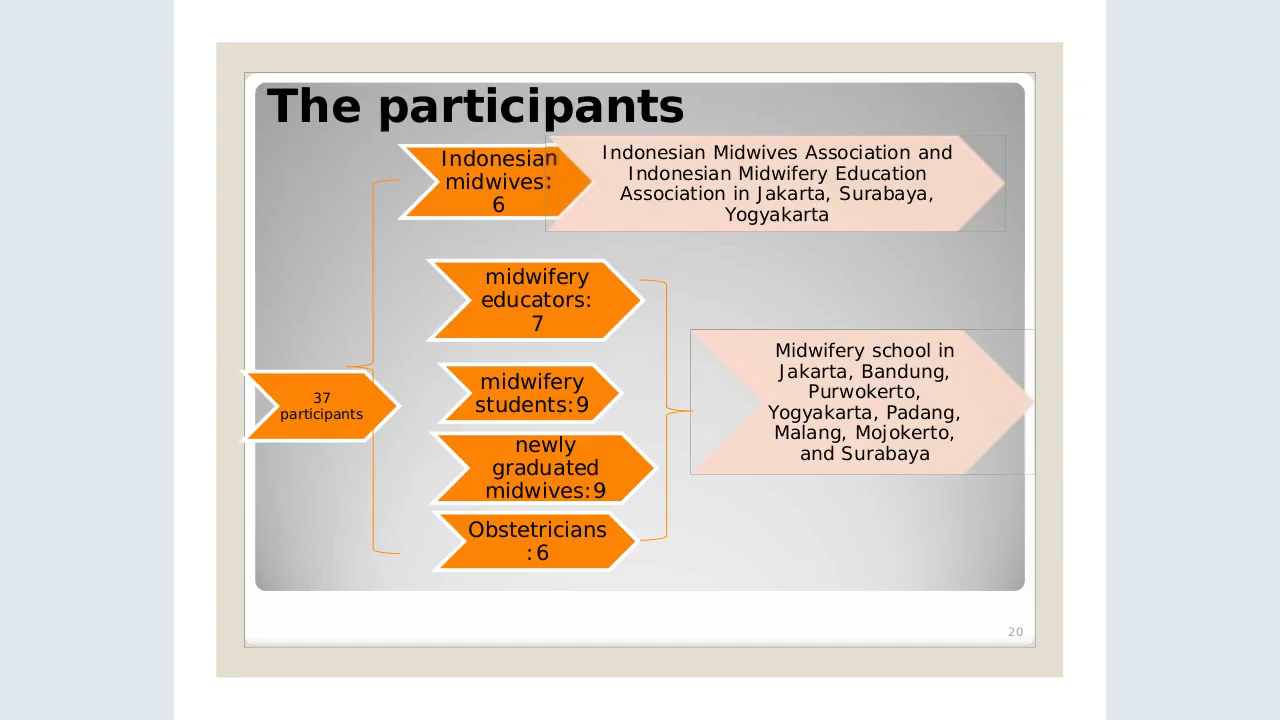 The participants
Indonesian
midwives:
6
Indonesian Midwives Association and
Indonesian Midwifery Education
Association in Jakarta, Surabaya,
Yogyakarta
midwifery
educators:
7
midwifery
students:9
newly
graduated
midwives:9
Obstetricians
:6
37
participants
Midwifery school in
Jakarta, Bandung,
Purwokerto,
Yogyakarta, Padang,
Malang, Mojokerto,
and Surabaya
20